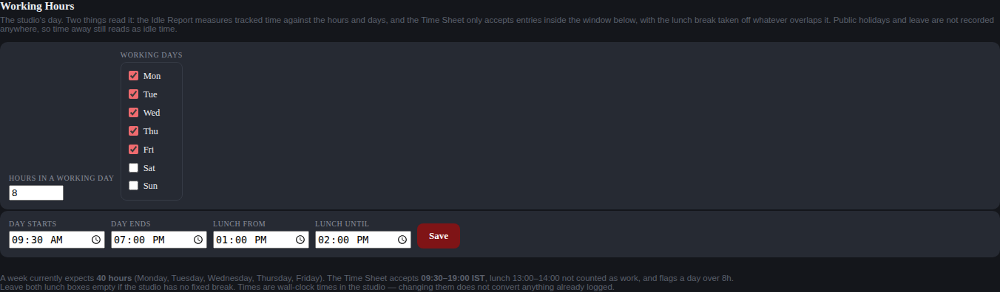 Working Hours
The studio's day. Two things read it: the Idle Report measures tracked time against the hours and days, and the Time Sheet only accepts entries inside the window below, with the lunch break taken off whatever overlaps it. Public holidays and leave are not recorded
anywhere, so time away still reads as idle time.
WORKING DAYS
Mon
Tue
Wed
Thu
Fri
Sat
Sun
HOURS IN A WORKING DAY
8
DAY STARTS DAY ENDS LUNCH FROM LUNCH UNTIL
09:30 AM 07:00 PM 01:00 PM 02:00 PM Save
A week currently expects 40 hours (Monday, Tuesday, Wednesday, Thursday, Friday). The Time Sheet accepts 09:30–19:00 IST, lunch 13:00–14:00 not counted as work, and flags a day over 8h.
Leave both lunch boxes empty if the studio has no fixed break. Times are wall-clock times in the studio — changing them does not convert anything already logged.